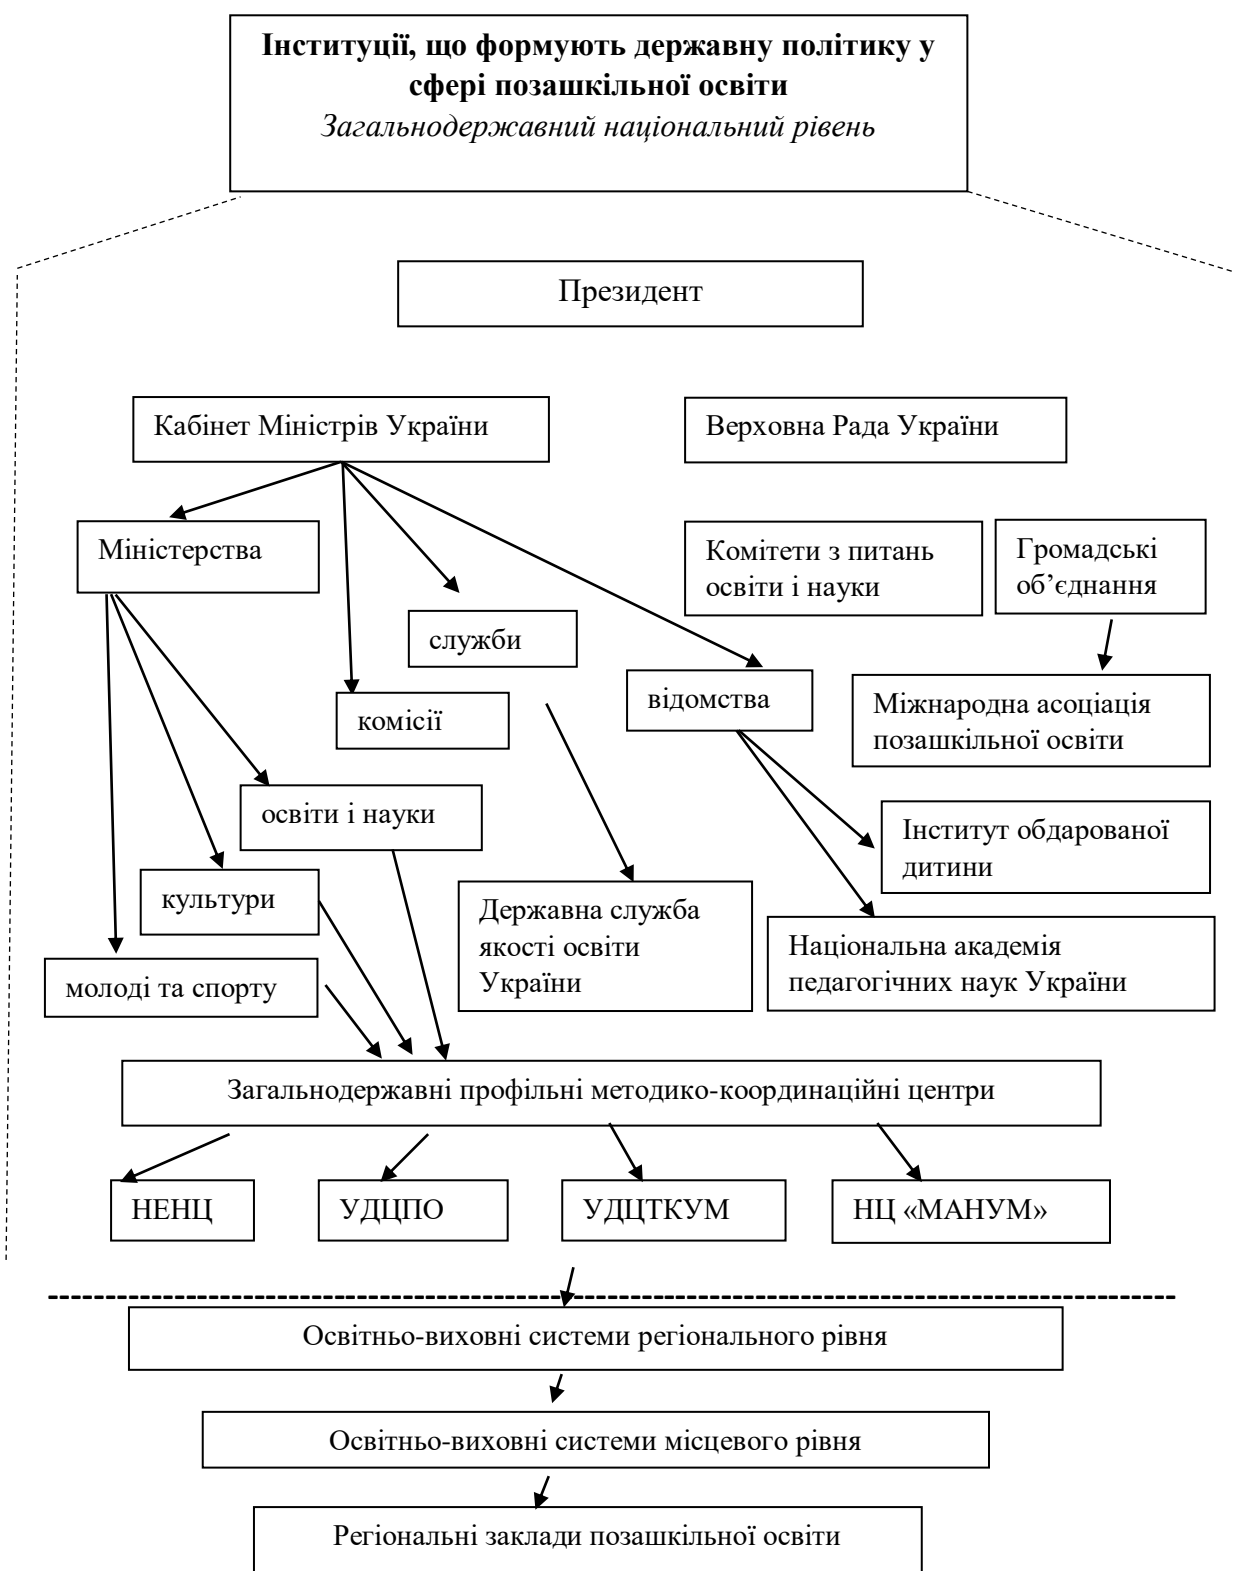 Інституції, що формують державну політику у
сфері позашкільної освіти
Загальнодержавний національний рівень
Президент
Кабінет Міністрів України
Верховна Рада України
Міністерства
Комітети з питань
освіти і науки
Громадські
об’єднання
служби
комісії
відомства
Міжнародна асоціація
позашкільної освіти
освіти і науки
Інститут обдарованої
дитини
культури
Державна служба
якості освіти
України
Національна академія
педагогічних наук України
молоді та спорту
Загальнодержавні профільні методико-координаційні центри
НЕНЦ
УДЦПО
УДЦТКУМ
НЦ «МАНУМ»
Освітньо-виховні системи регіонального рівня
Освітньо-виховні системи місцевого рівня
Регіональні заклади позашкільної освіти